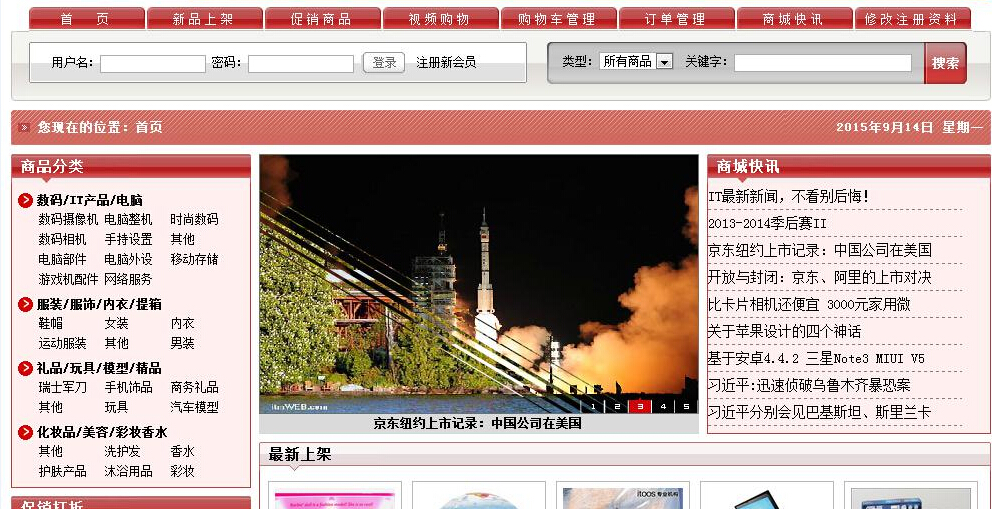 首 页 新品上架 促销商品 视频购物 购物车管理 订单管理 商城快讯 修改注册资料
用户名: 密码: 登录 注册新会员 类型: 所有商品 关键字: 搜索
您现在的位置：首页 2015年9月14日 星期一
商品分类
数码/IT产品/电脑
数码摄像机 电脑整机 时尚数码
数码相机 手持设置 其他
电脑部件 电脑外设 移动存储
游戏机配件 网络服务
服装/服饰/内衣/提箱
鞋帽 女装 内衣
运动服装 其他 男装
礼品/玩具/模型/精品
瑞士军刀 手机饰品 商务礼品
其他 玩具 汽车模型
化妆品/美容/彩妆香水
其他 洗护发 香水
护肤产品 沐浴用品 彩妆
促销打折
1 2 3 4 5
京东纽约上市记录：中国公司在美国
商城快讯
IT最新新闻，不看别后悔！
2013-2014季后赛II
京东纽约上市记录：中国公司在美国
开放与封闭：京东、阿里的上市对决
比卡片相机还便宜 3000元家用微
关于苹果设计的四个神话
基于安卓4.4.2 三星Note3 MIUI V5
习近平:迅速侦破乌鲁木齐暴恐案
习近平分别会见巴基斯坦、斯里兰卡
最新上架
itoos专业机构